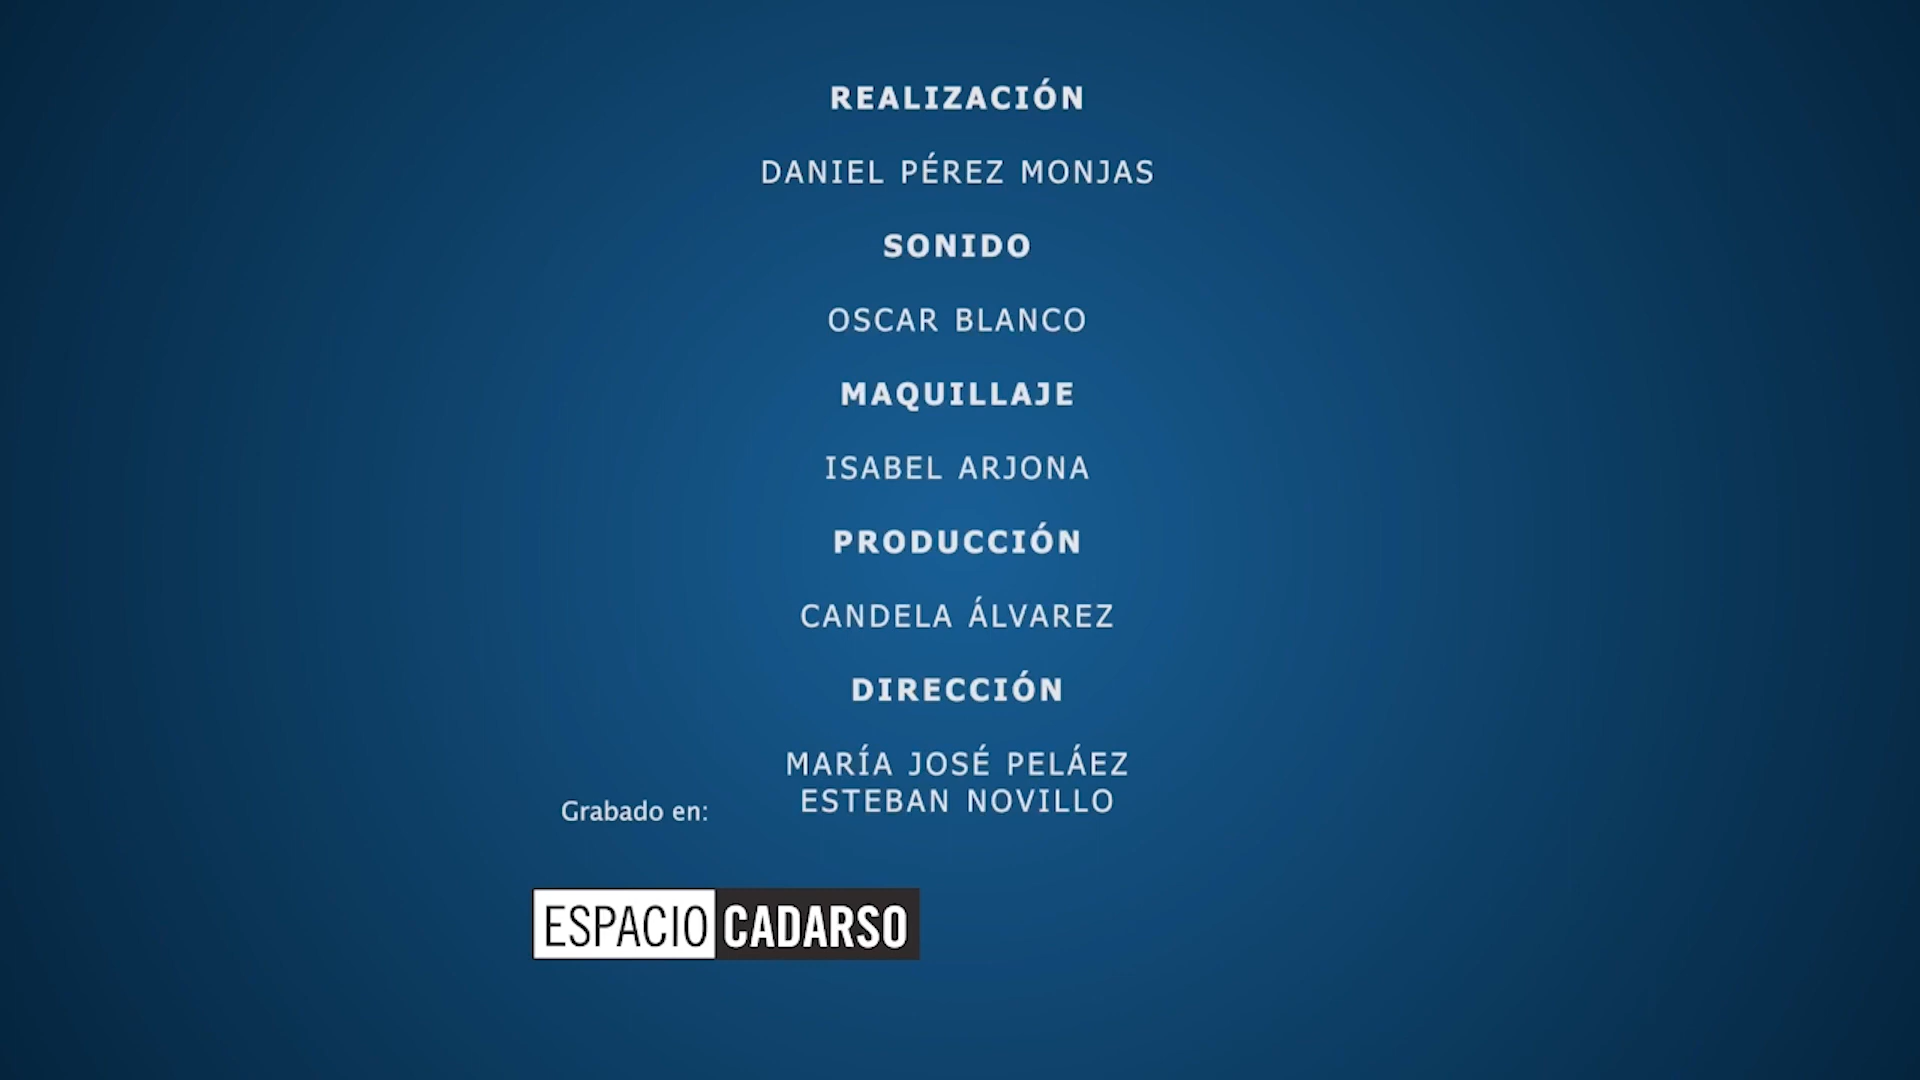 REALIZACIÓN
DANIEL PÉREZ MONJAS
SONIDO
OSCAR BLANCO
MAQUILLAJE
ISABEL ARJONA
PRODUCCIÓN
CANDELA ÁLVAREZ
DIRECCIÓN
MARÍA JOSÉ PELÁEZ
ESTEBAN NOVILLO
Grabado en:
ESPACIO CADARSO